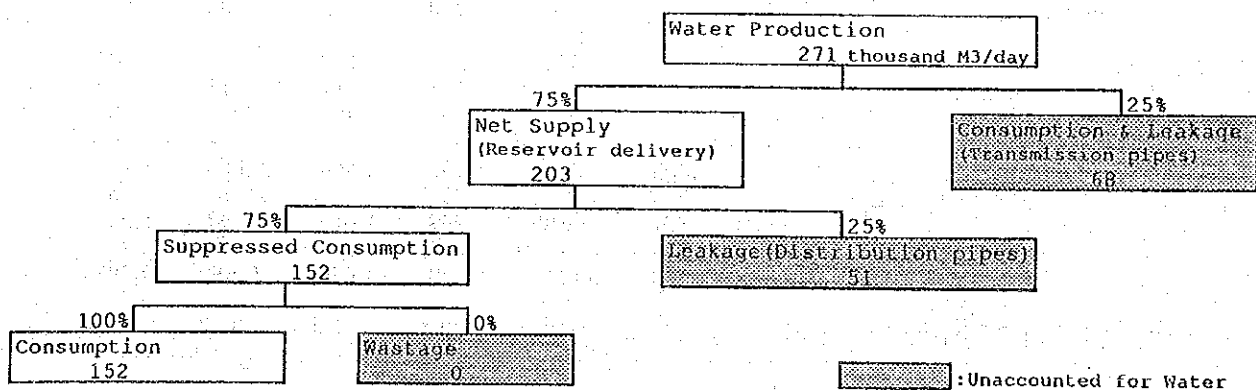 Water Production
271 thousand M3/day
75%
25%
Net Supply
(Reservoir delivery)
203
Consumption & Leakage
(Transmission pipes)
68
75%
25%
Suppressed Consumption
152
Leakage(Distribution pipes)
51
100%
0%
Consumption
152
Wastage
0
:Unaccounted for Water